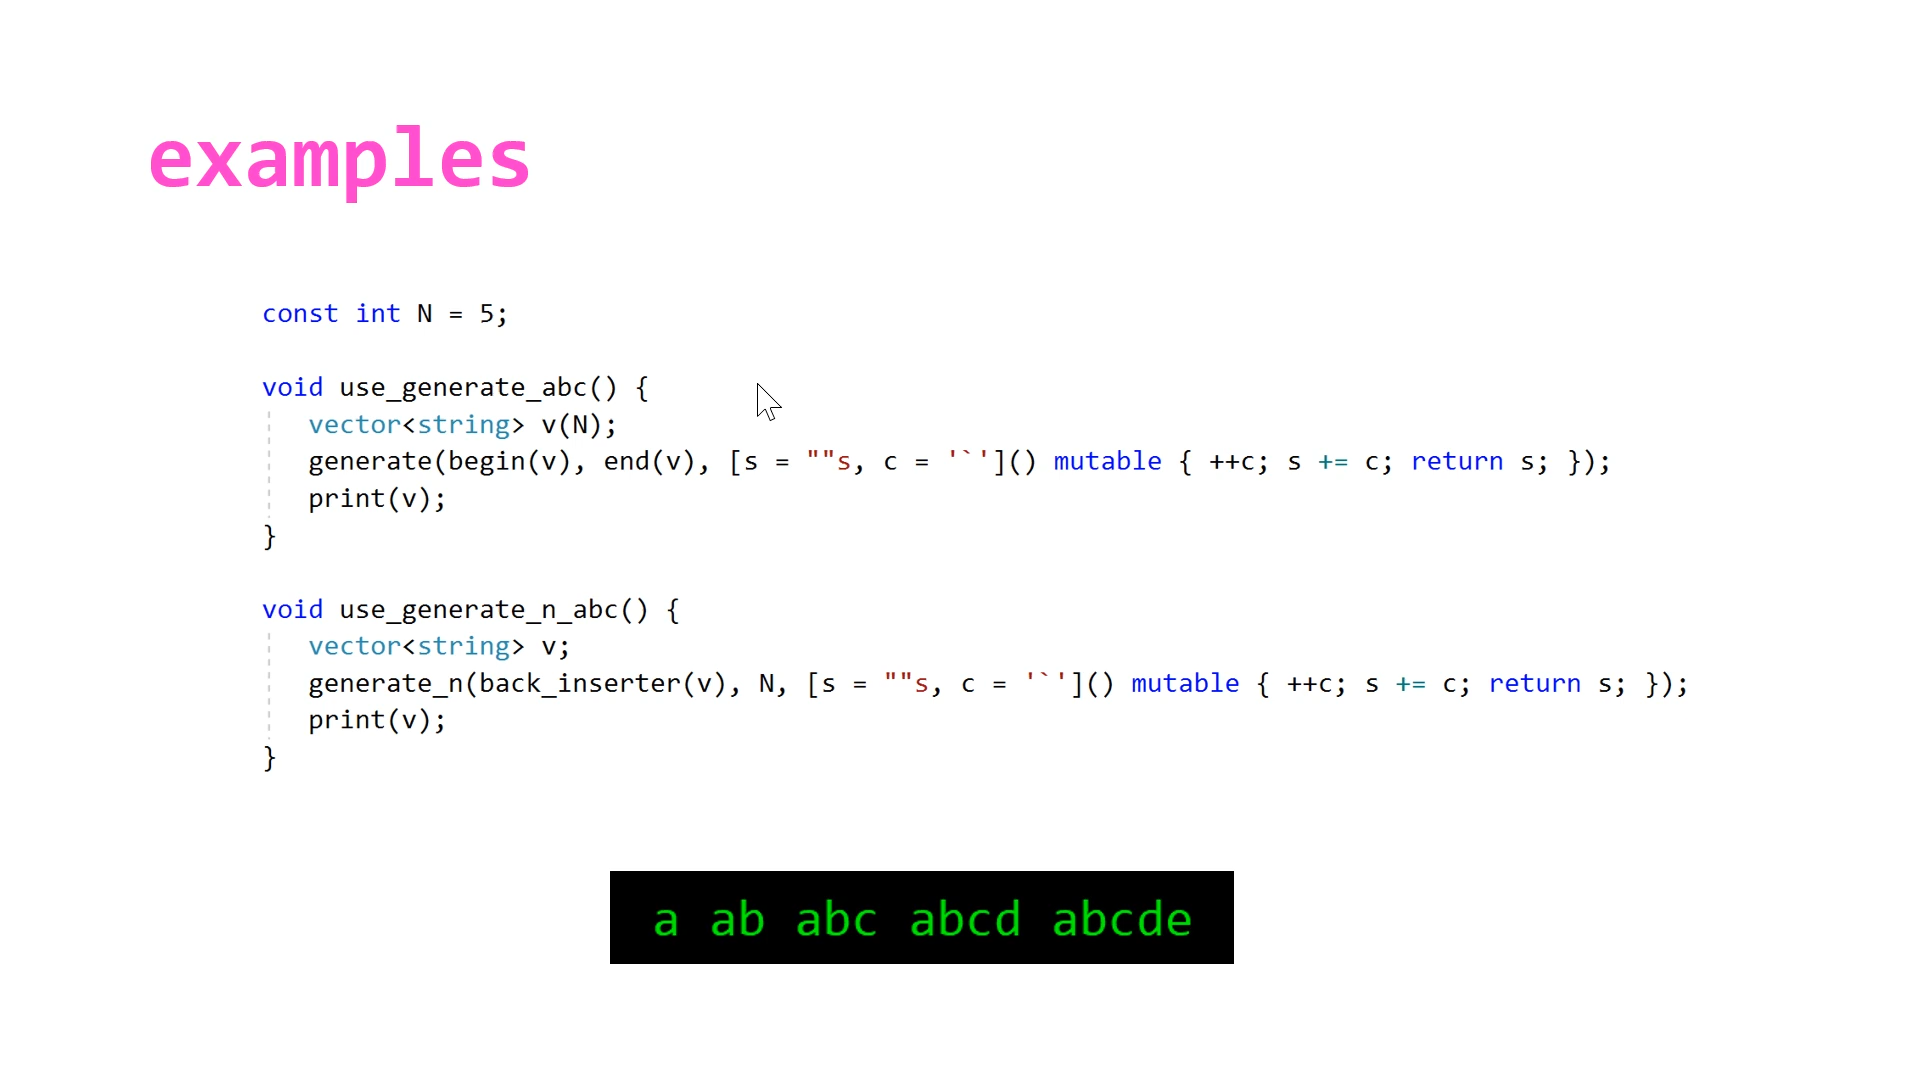 examples
const int N = 5;
void use_generate_abc() {
vector<string> v(N);
generate(begin(v), end(v), [s = ""s, c = '`']() mutable { ++c; s += c; return s; });
print(v);
}
void use_generate_n_abc() {
vector<string> v;
generate_n(back_inserter(v), N, [s = ""s, c = '`']() mutable { ++c; s += c; return s; });
print(v);
}
a ab abc abcd abcde